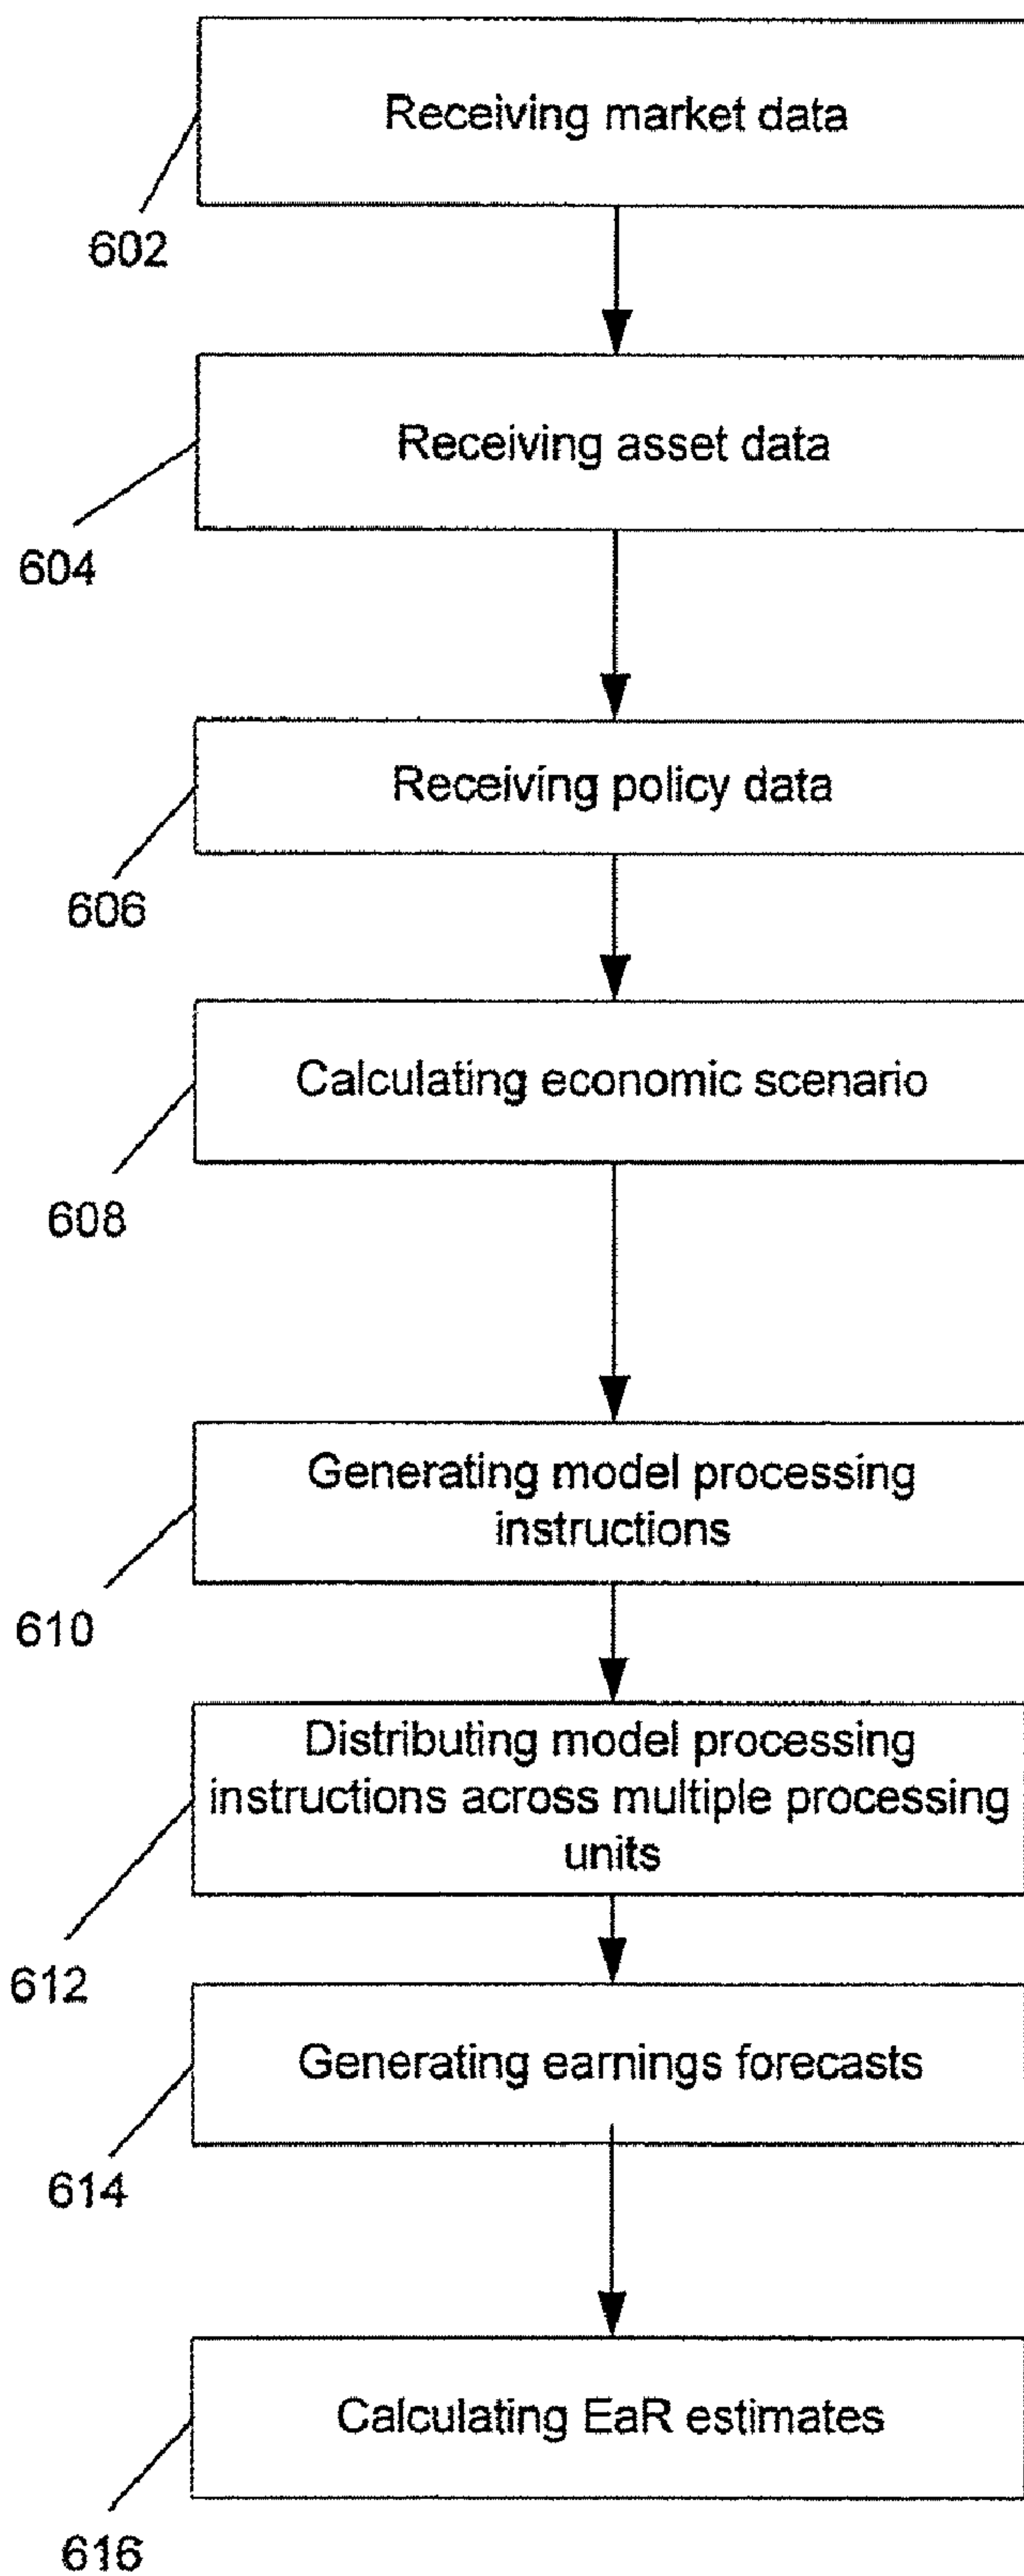 Receiving market data
602
Receiving asset data
604
Receiving policy data
606
Calculating economic scenario
608
Generating model processing
instructions
610
Distributing model processing
instructions across multiple processing
units
612
Generating earnings forecasts
614
Calculating EaR estimates
616